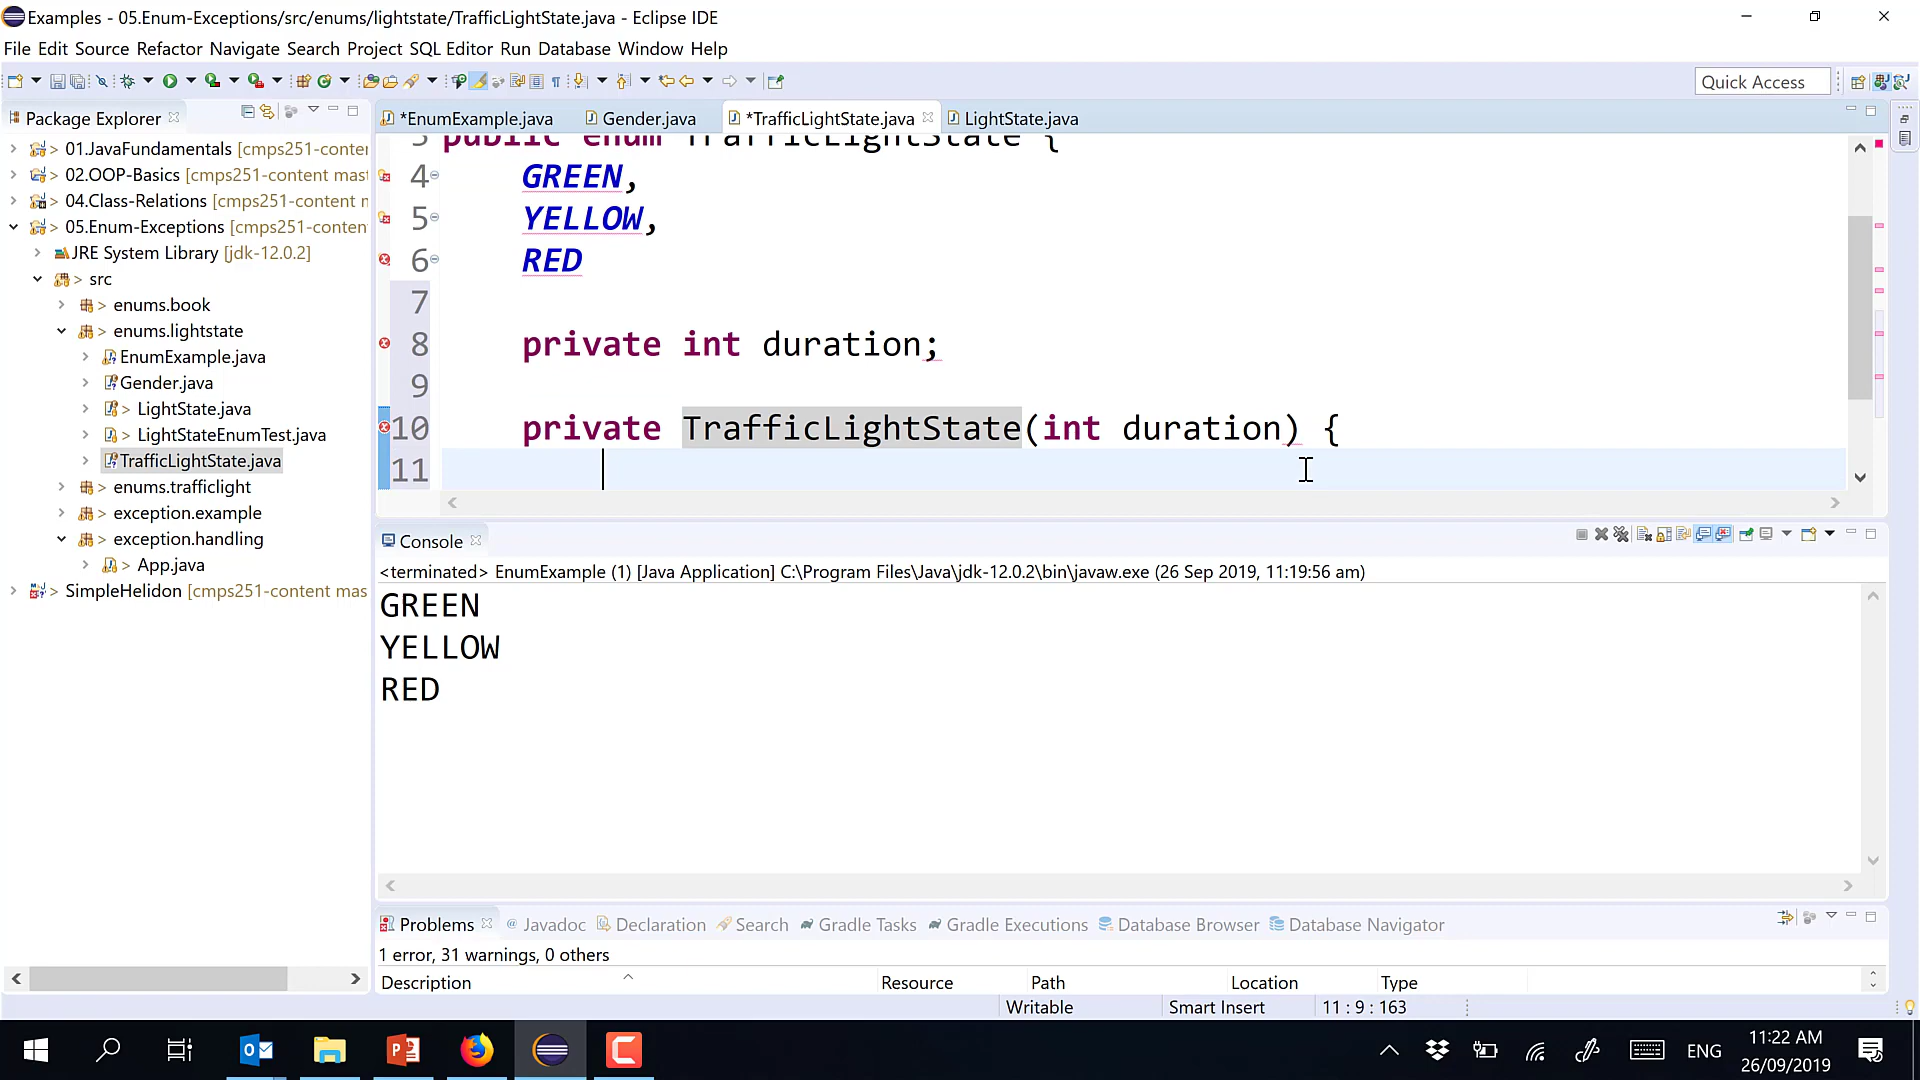 Examples - 05.Enum-Exceptions/src/enums/lightstate/TrafficLightState.java - Eclipse IDE
File Edit Source Refactor Navigate Search Project SQL Editor Run Database Window Help
Quick Access
Package Explorer
*EnumExample.java Gender.java *TrafficLightState.java LightState.java
> 01.JavaFundamentals [cmps251-conter
> 02.OOP-Basics [cmps251-content mast
> 04.Class-Relations [cmps251-content n
> 05.Enum-Exceptions [cmps251-conten
JRE System Library [jdk-12.0.2]
> src
> enums.book
> enums.lightstate
EnumExample.java
Gender.java
> LightState.java
> LightStateEnumTest.java
TrafficLightState.java
> enums.trafficlight
> exception.example
> exception.handling
> App.java
> SimpleHelidon [cmps251-content mas
3 public enum TrafficLightState {
4 GREEN,
5 YELLOW,
6 RED
7
8 private int duration;
9
10 private TrafficLightState(int duration) {
11
Console
<terminated> EnumExample (1) [Java Application] C:\Program Files\Java\jdk-12.0.2\bin\javaw.exe (26 Sep 2019, 11:19:56 am)
GREEN
YELLOW
RED
Problems @ Javadoc Declaration Search Gradle Tasks Gradle Executions Database Browser Database Navigator
1 error, 31 warnings, 0 others
Description Resource Path Location Type
Writable Smart Insert 11 : 9 : 163
ENG
11:22 AM
26/09/2019